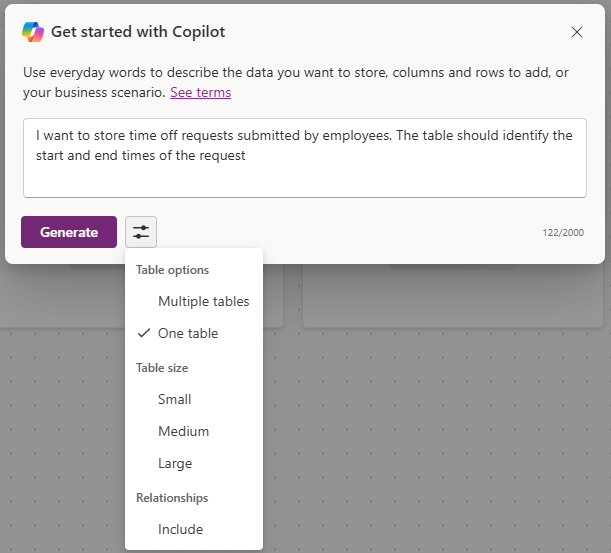 Get started with Copilot
Use everyday words to describe the data you want to store, columns and rows to add, or
your business scenario. See terms
I want to store time off requests submitted by employees. The table should identify the
start and end times of the request
Generate
122/2000
Table options
Multiple tables
One table
Table size
Small
Medium
Large
Relationships
Include